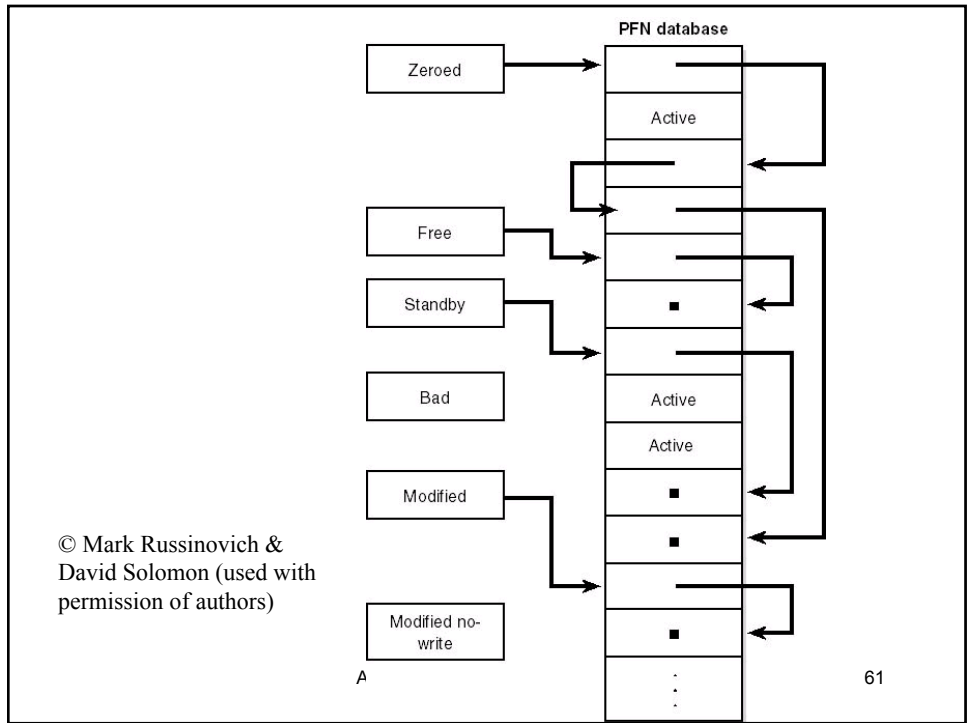 PFN database
Zeroed
Active
Free
Standby
Bad
Active
Active
Modified
© Mark Russinovich &
David Solomon (used with
permission of authors)
Modified no-
write
A
61